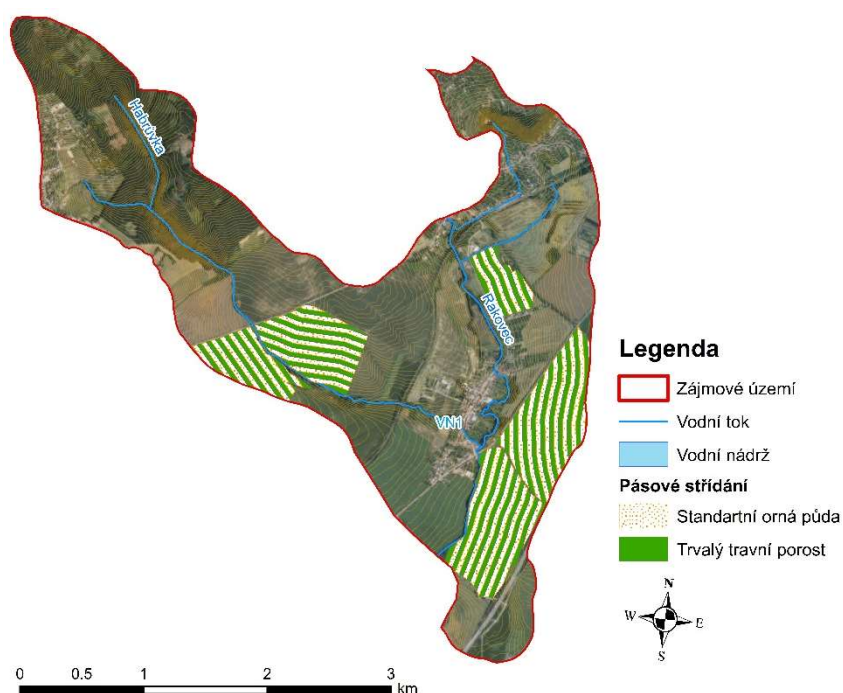 Habrůvka
Rakovec
VN1
Legenda
Zájmové území
Vodní tok
Vodní nádrž
Pásové střídání
Standartní orná půda
Trvalý travní porost
N
W E
S
0 0.5 1 2 3
km